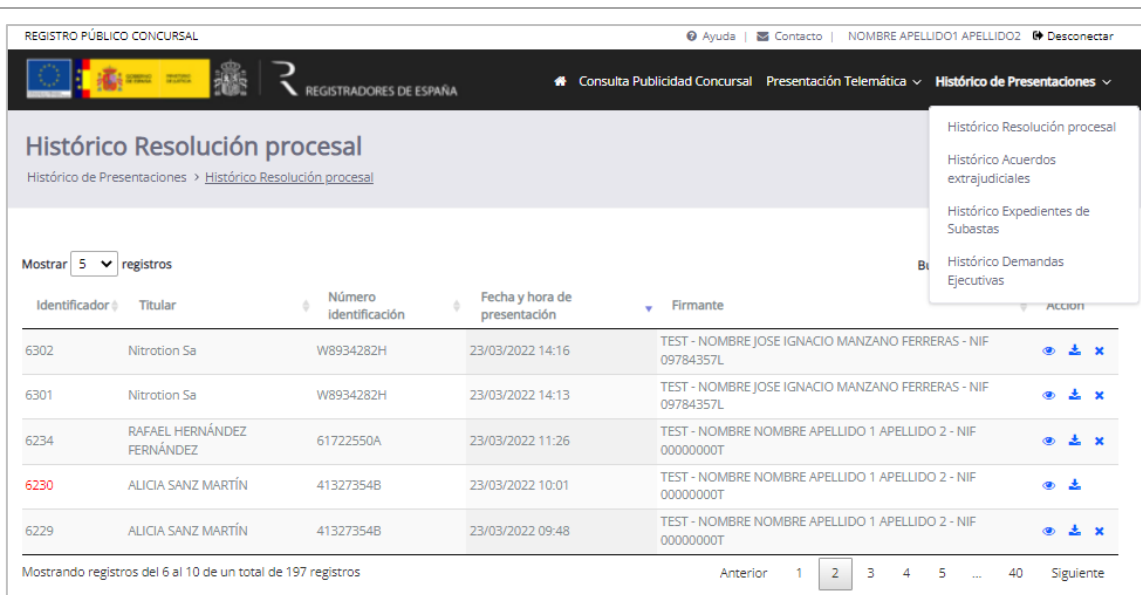 REGISTRO PÚBLICO CONCURSAL
Ayuda | Contacto | NOMBRE APELLIDO1 APELLIDO2 Desconectar
REGISTRADORES DE ESPAÑA
Consulta Publicidad Concursal Presentación Telemática Histórico de Presentaciones
Histórico Resolución procesal
Histórico Acuerdos
extrajudiciales
Histórico Expedientes de
Subastas
Histórico Demandas
Ejecutivas
Histórico Resolución procesal
Histórico de Presentaciones > Histórico Resolución procesal
Mostrar 5 registros
Identificador Titular Número identificación Fecha y hora de presentación Firmante Acción
6302 Nitrotion Sa W8934282H 23/03/2022 14:16 TEST - NOMBRE JOSE IGNACIO MANZANO FERRERAS - NIF
09784357L
6301 Nitrotion Sa W8934282H 23/03/2022 14:13 TEST - NOMBRE JOSE IGNACIO MANZANO FERRERAS - NIF
09784357L
6234 RAFAEL HERNÁNDEZ FERNÁNDEZ 61722550A 23/03/2022 11:26 TEST - NOMBRE NOMBRE APELLIDO 1 APELLIDO 2 - NIF
00000000T
6230 ALICIA SANZ MARTÍN 41327354B 23/03/2022 10:01 TEST - NOMBRE NOMBRE APELLIDO 1 APELLIDO 2 - NIF
00000000T
6229 ALICIA SANZ MARTÍN 41327354B 23/03/2022 09:48 TEST - NOMBRE NOMBRE APELLIDO 1 APELLIDO 2 - NIF
00000000T
Mostrando registros del 6 al 10 de un total de 197 registros
Anterior 1 2 3 4 5 ... 40 Siguiente